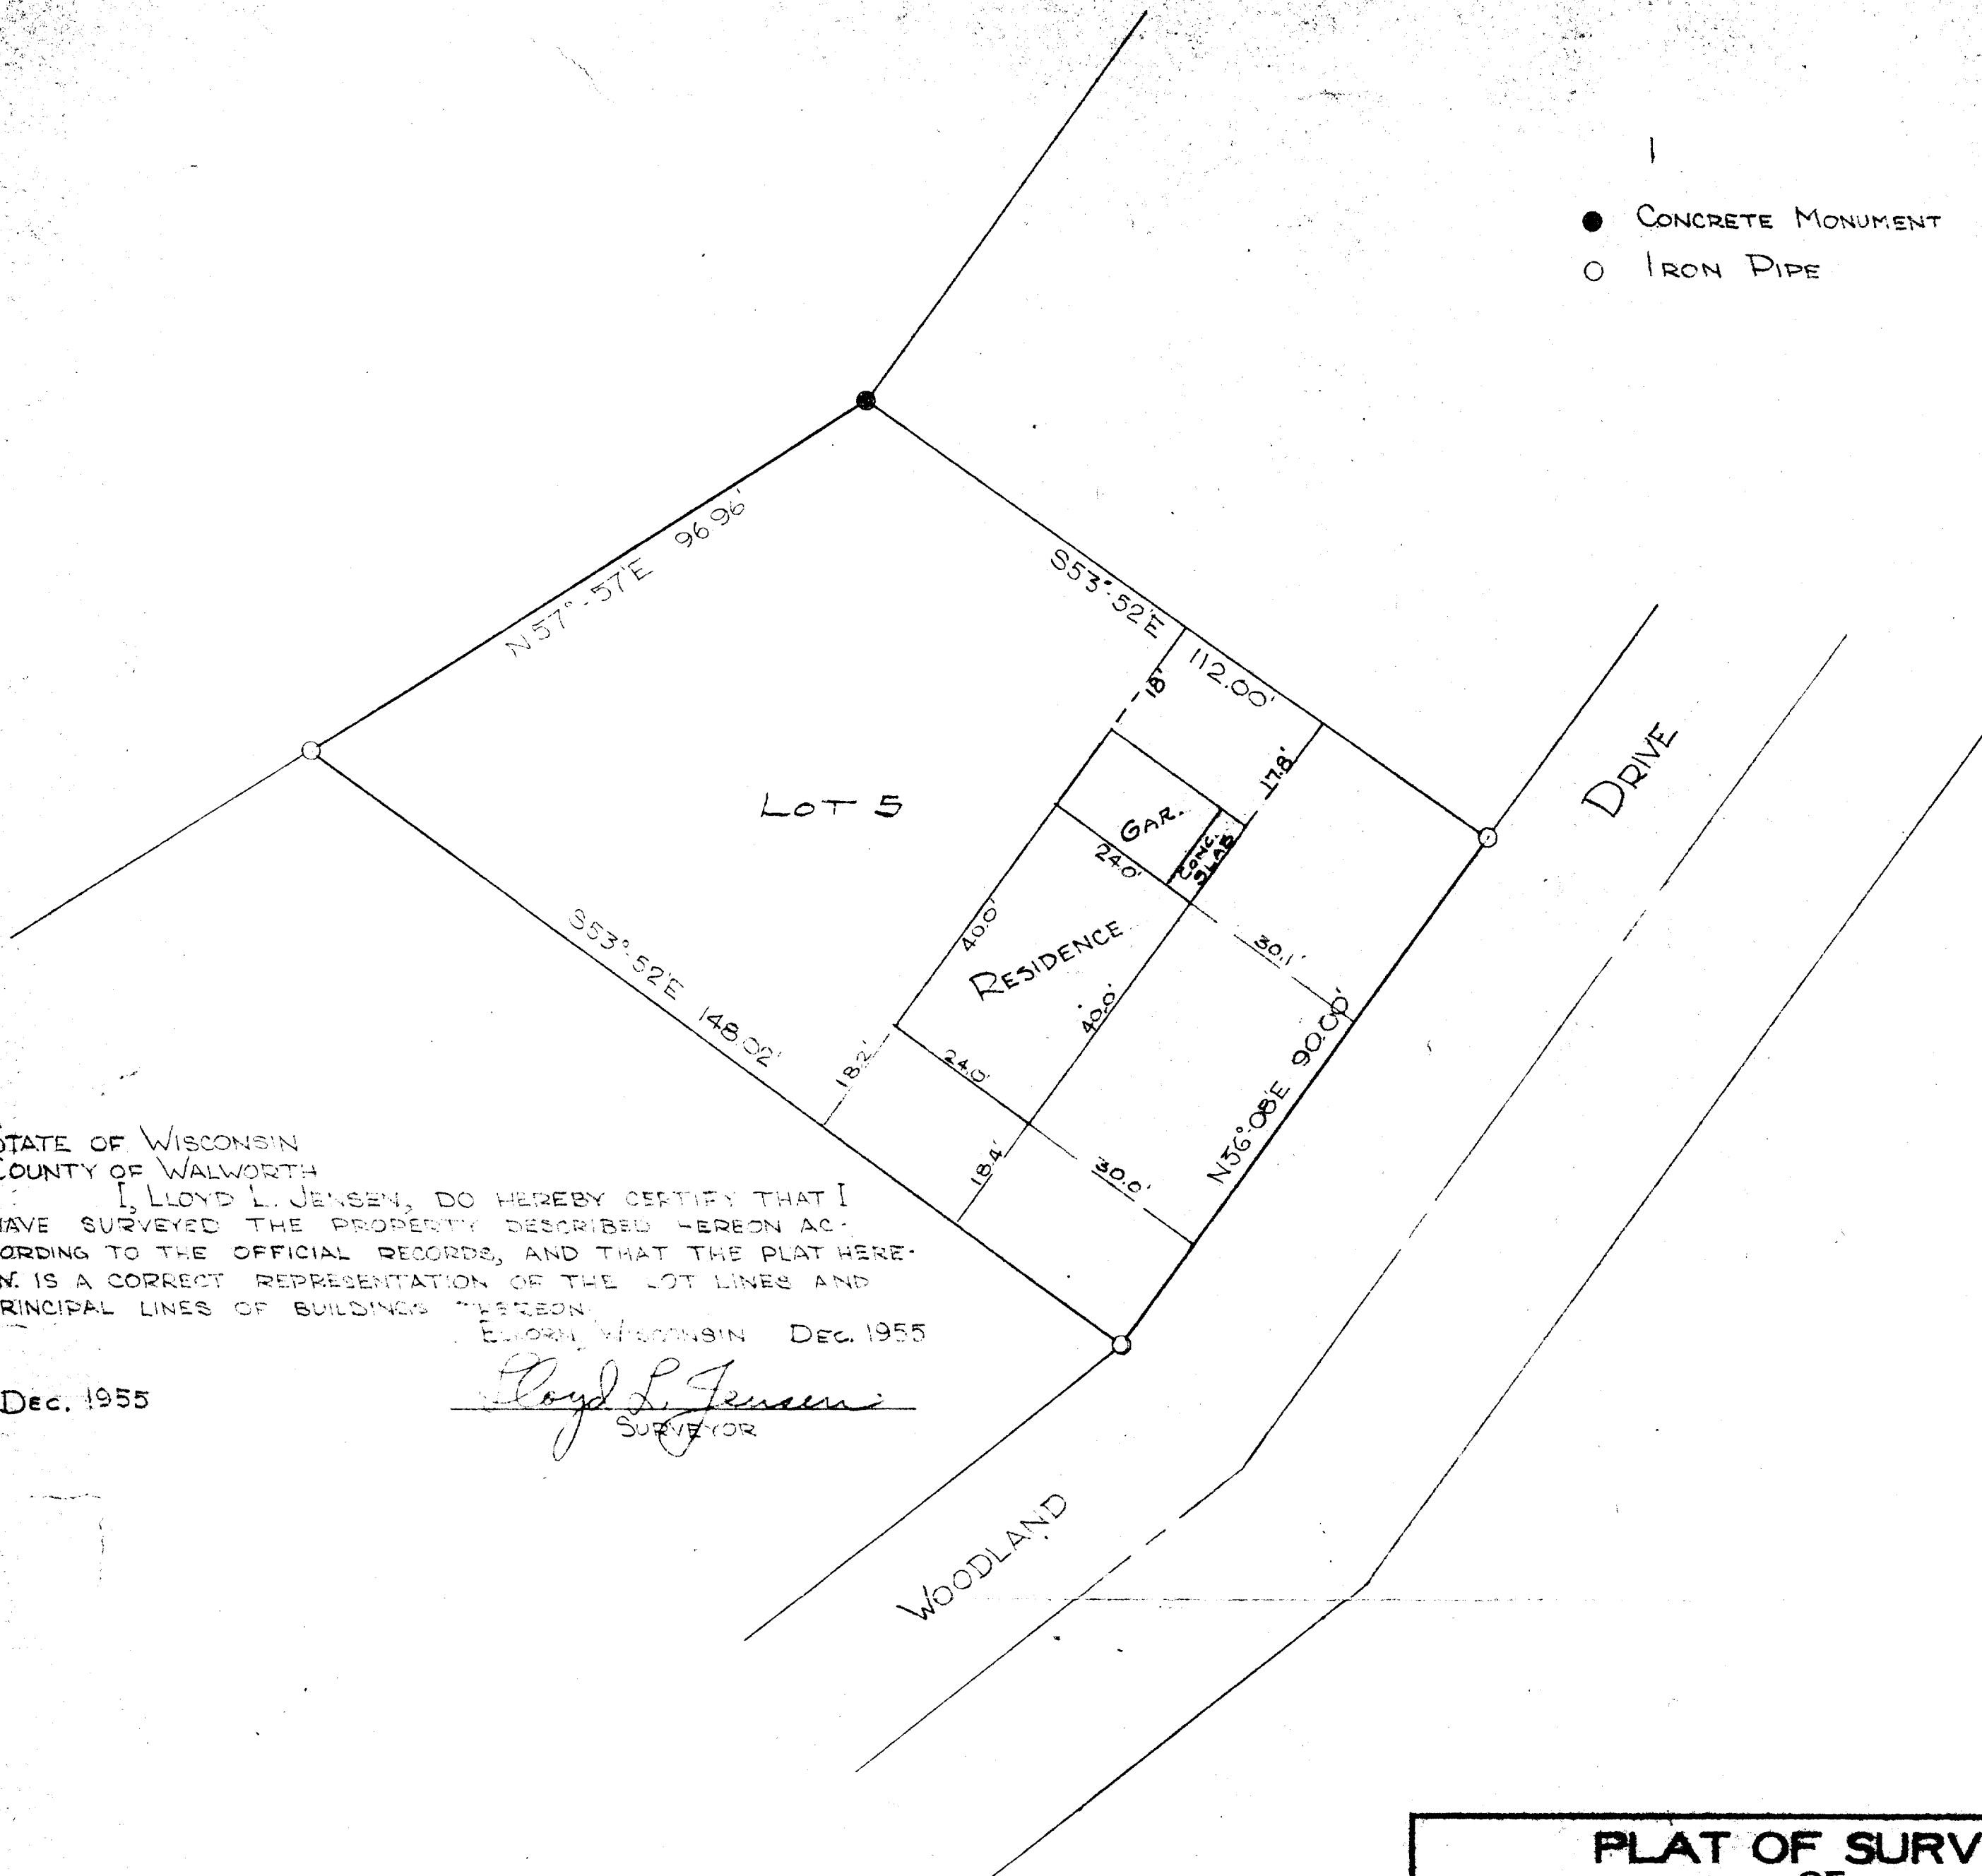 CONCRETE MONUMENT
IRON PIPE
N57°-57'E 96.96'
S53°-52'E
112.00'
18'
17.8'
DRIVE
LOT 5
GAR.
CONC.
SLAB
24.0'
40.0'
RESIDENCE
30.1'
S53°-52'E 148.02'
40.0'
N36°-08'E 90.00'
18.2'
24.0'
18.4'
30.0'
STATE OF WISCONSIN
COUNTY OF WALWORTH
I, LLOYD L. JENSEN, DO HEREBY CERTIFY THAT I
HAVE SURVEYED THE PROPERTY DESCRIBED HEREON AC-
ORDING TO THE OFFICIAL RECORDS, AND THAT THE PLAT HERE-
N. IS A CORRECT REPRESENTATION OF THE LOT LINES AND
RINCIPAL LINES OF BUILDINGS THEREON
ELKORN, WISCONSIN DEC. 1955
DEC. 1955
Lloyd L. Jensen
SURVEYOR
WOODLAND
PLAT OF SURV